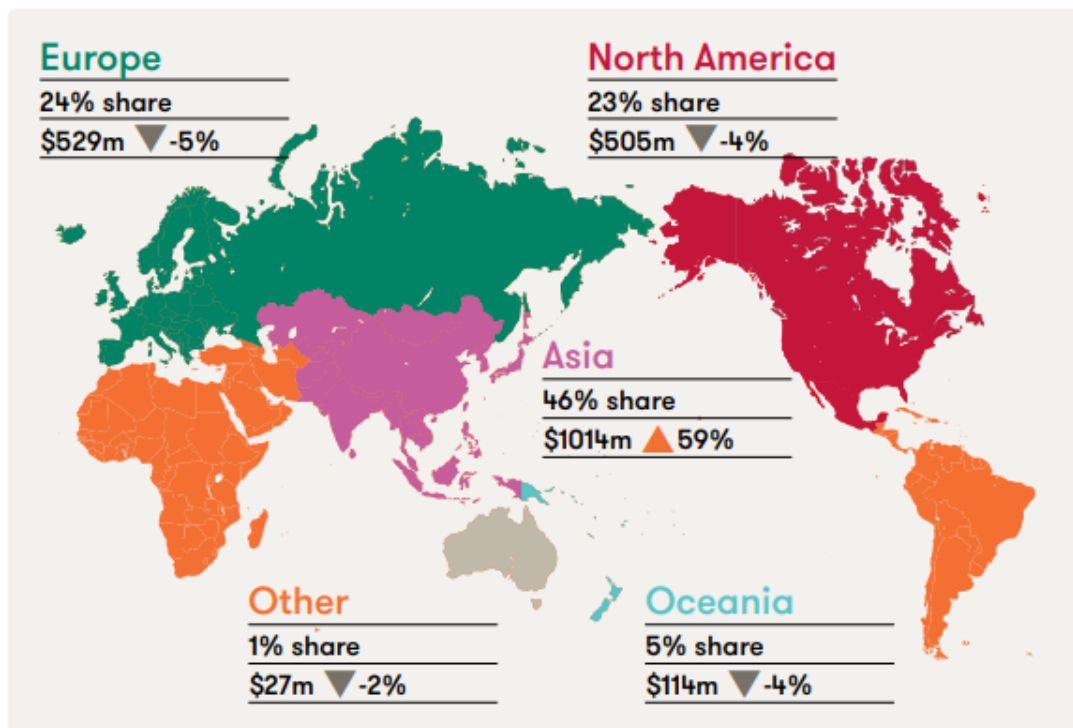 Europe
24% share
$529m ▼ -5%
North America
23% share
$505m ▼ -4%
Asia
46% share
$1014m ▲ 59%
Other
1% share
$27m ▼ -2%
Oceania
5% share
$114m ▼ -4%